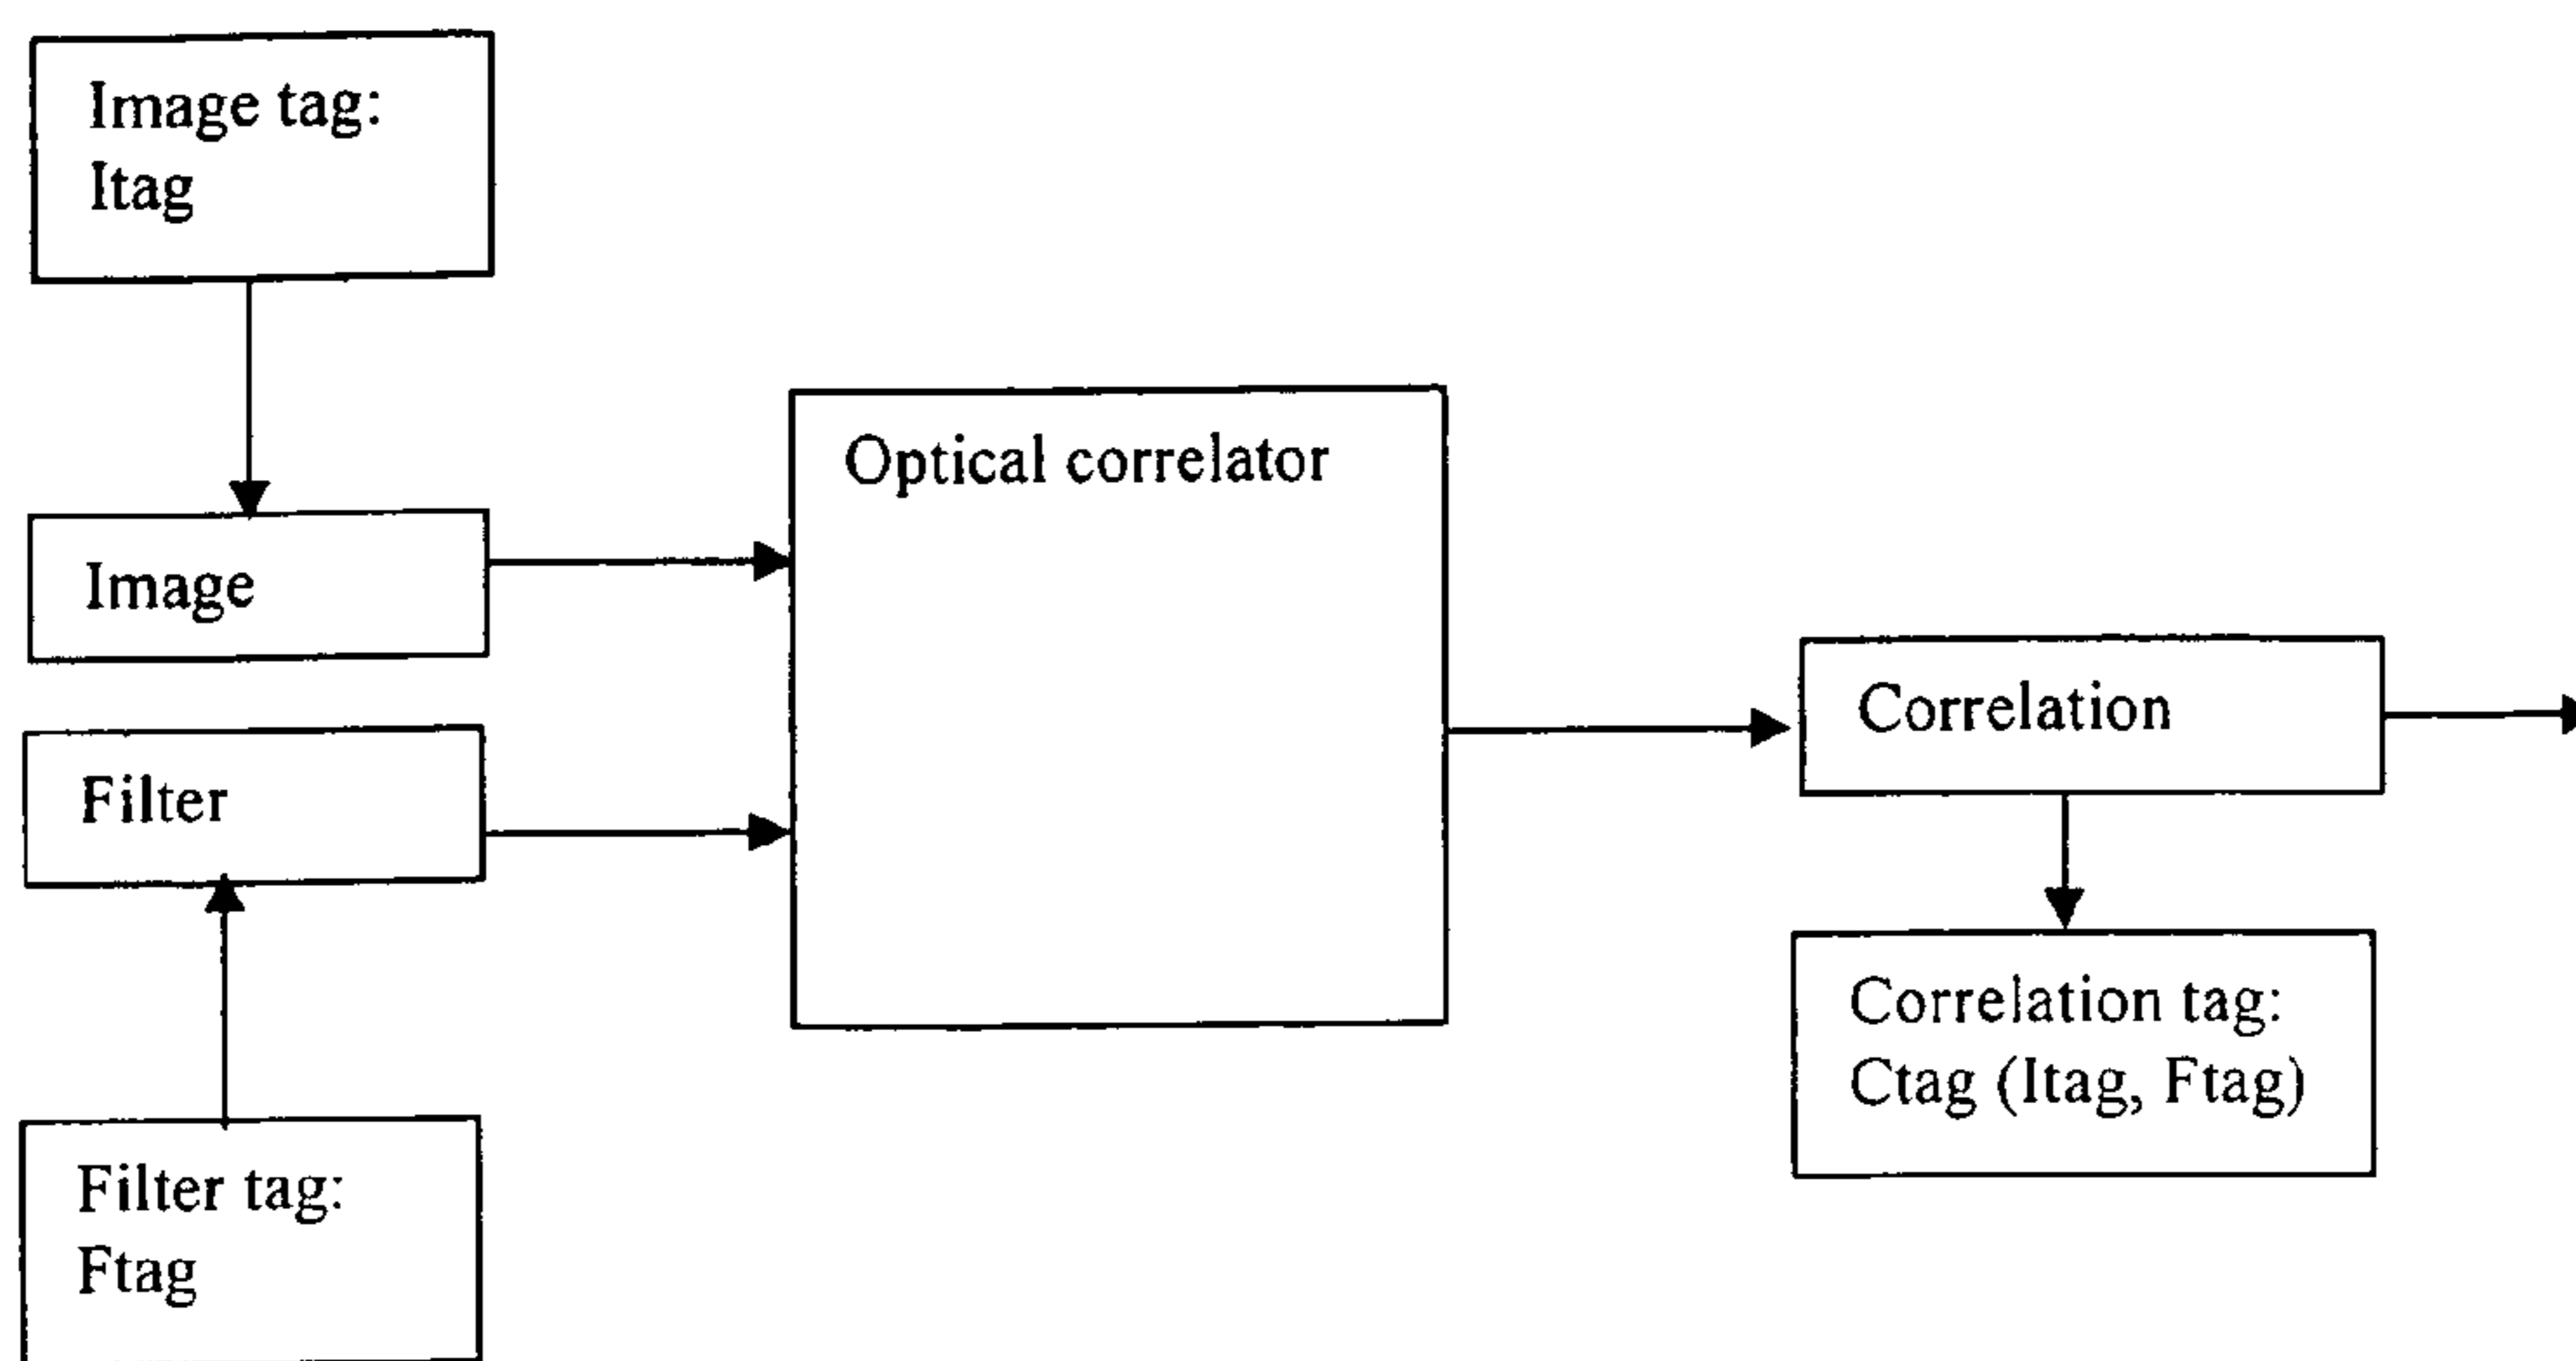 Image tag:
Itag
Image
Filter
Filter tag:
Ftag
Optical correlator
Correlation
Correlation tag:
Ctag (Itag, Ftag)